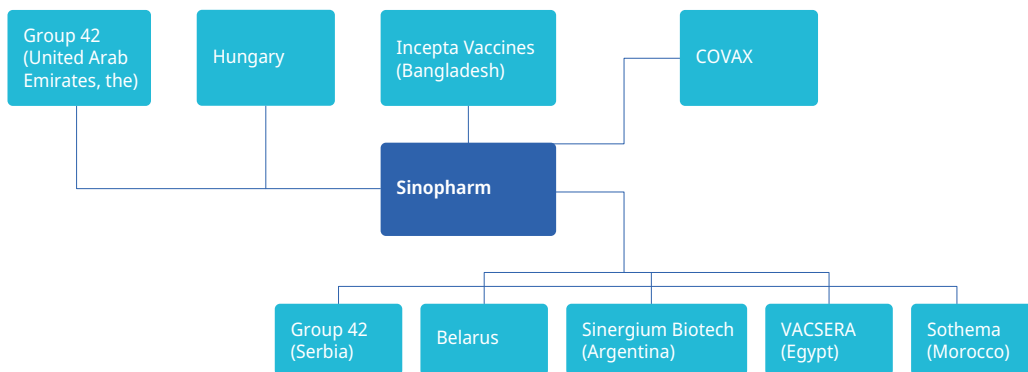 Group 42
(United Arab
Emirates, the)
Hungary
Incepta Vaccines
(Bangladesh)
COVAX
Sinopharm
Group 42
(Serbia)
Belarus
Sinergium Biotech
(Argentina)
VACSERA
(Egypt)
Sothema
(Morocco)